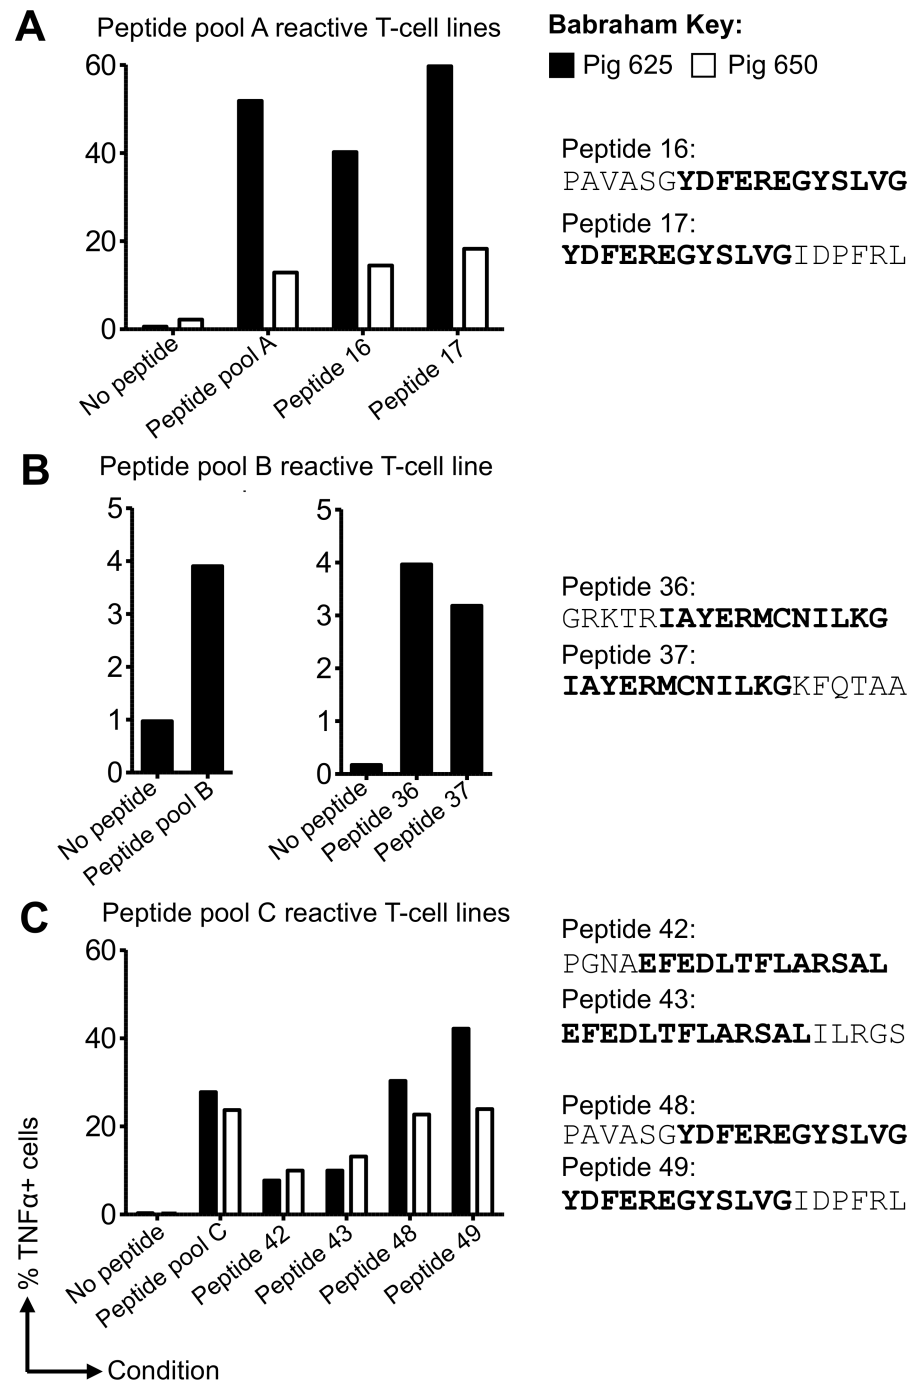 A
Peptide pool A reactive T-cell lines
Babraham Key:
Pig 625 Pig 650
60
40
20
0
No peptide
Peptide pool A
Peptide 16
Peptide 17
Peptide 16:
PAVASGYDFEREGYSLVG
Peptide 17:
YDFEREGYSLVGIDPFRL
B
Peptide pool B reactive T-cell line
5
4
3
2
1
0
No peptide
Peptide pool B
5
4
3
2
1
0
No peptide
Peptide 36
Peptide 37
Peptide 36:
GRKTRIAYERMCNILKG
Peptide 37:
IAYERMCNILKGKFQTAA
C
Peptide pool C reactive T-cell lines
60
40
20
0
No peptide
Peptide pool C
Peptide 42
Peptide 43
Peptide 48
Peptide 49
Peptide 42:
PGNAEFEDLTFLARSAL
Peptide 43:
EFEDLTFLARSALILRGS
Peptide 48:
PAVASGYDFEREGYSLVG
Peptide 49:
YDFEREGYSLVGIDPFRL
% TNFα+ cells
Condition